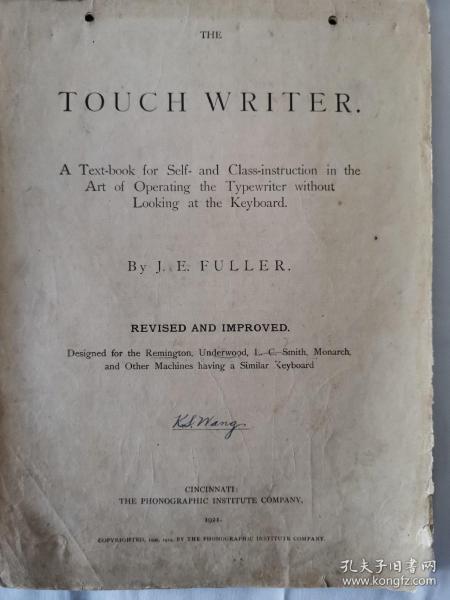 THE
TOUCH WRITER.
A Text-book for Self- and Class-instruction in the
Art of Operating the Typewriter without
Looking at the Keyboard.
By J. E. FULLER.
REVISED AND IMPROVED.
Designed for the Remington, Underwood, L. C. Smith, Monarch,
and Other Machines having a Similar Keyboard
K.S. Wang
CINCINNATI:
THE PHONOGRAPHIC INSTITUTE COMPANY,
1921.
COPYRIGHTED, BY THE PHONOGRAPHIC INSTITUTE COMPANY.
孔夫子旧书网
www.kongfz.com